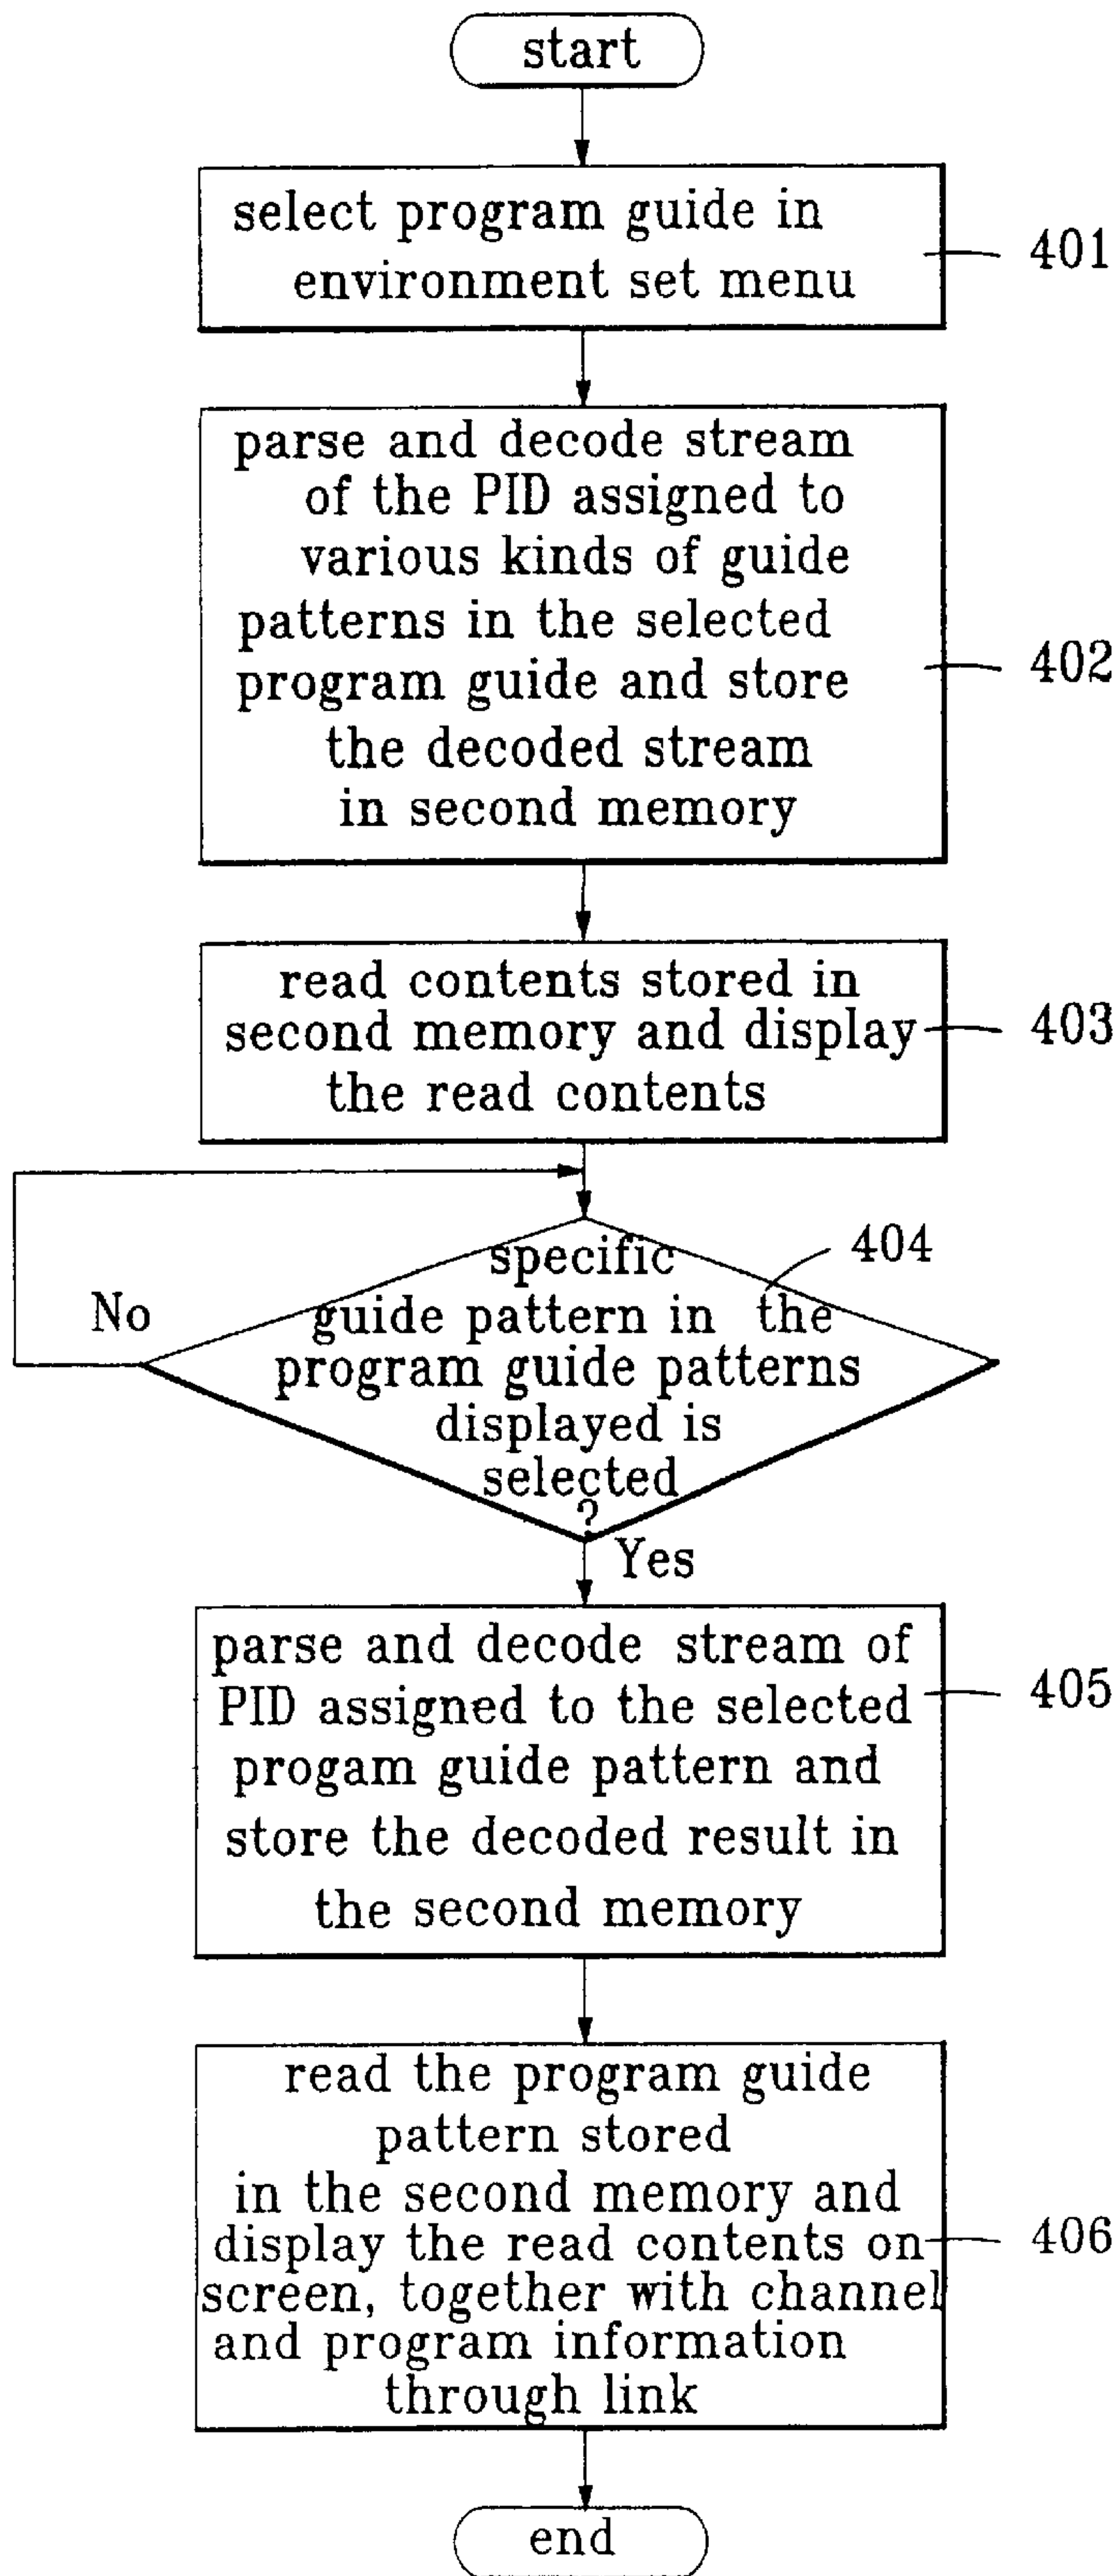 start
select program guide in
environment set menu
401
parse and decode stream
of the PID assigned to
various kinds of guide
patterns in the selected
program guide and store
the decoded stream
in second memory
402
read contents stored in
second memory and display
the read contents
403
specific
guide pattern in the
program guide patterns
displayed is
selected
?
404
No
Yes
parse and decode stream of
PID assigned to the selected
progam guide pattern and
store the decoded result in
the second memory
405
read the program guide
pattern stored
in the second memory and
display the read contents on
screen, together with channel
and program information
through link
406
end